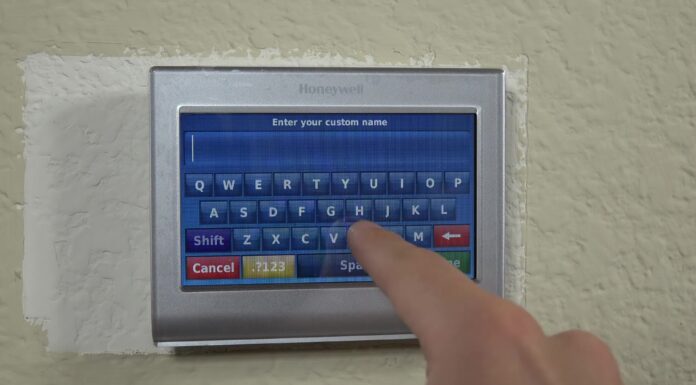 Honeywell
Enter your custom name
Q W E R T Y U I O P
A S D F G H J K L
Shift Z X C V M
Cancel .?123